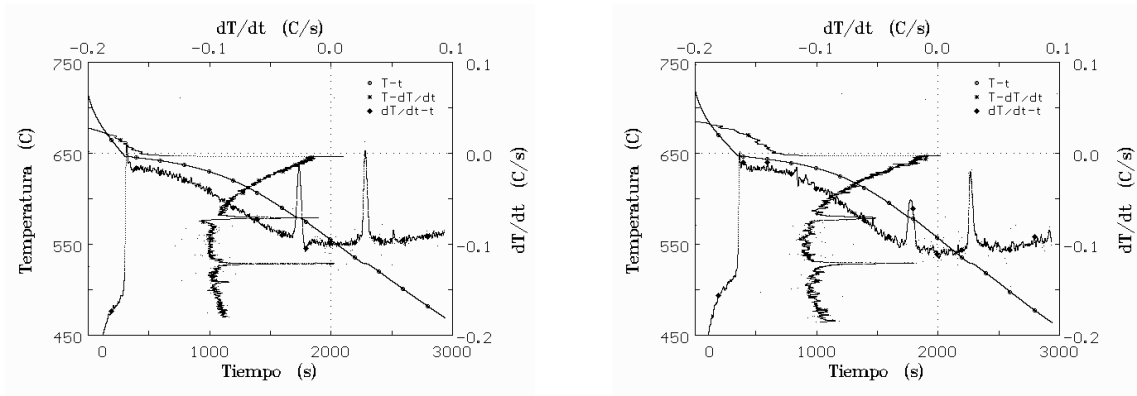 dT/dt (C/s)
-0.2 -0.1 0.0 0.1
750 0.1
T-t
T-dT/dt
dT/dt-t
650 0.0
Temperatura (C)
dT/dt (C/s)
550 -0.1
450 -0.2
0 1000 2000 3000
Tiempo (s)
dT/dt (C/s)
-0.2 -0.1 0.0 0.1
750 0.1
T-t
T-dT/dt
dT/dt-t
650 0.0
Temperatura (C)
dT/dt (C/s)
550 -0.1
450 -0.2
0 1000 2000 3000
Tiempo (s)